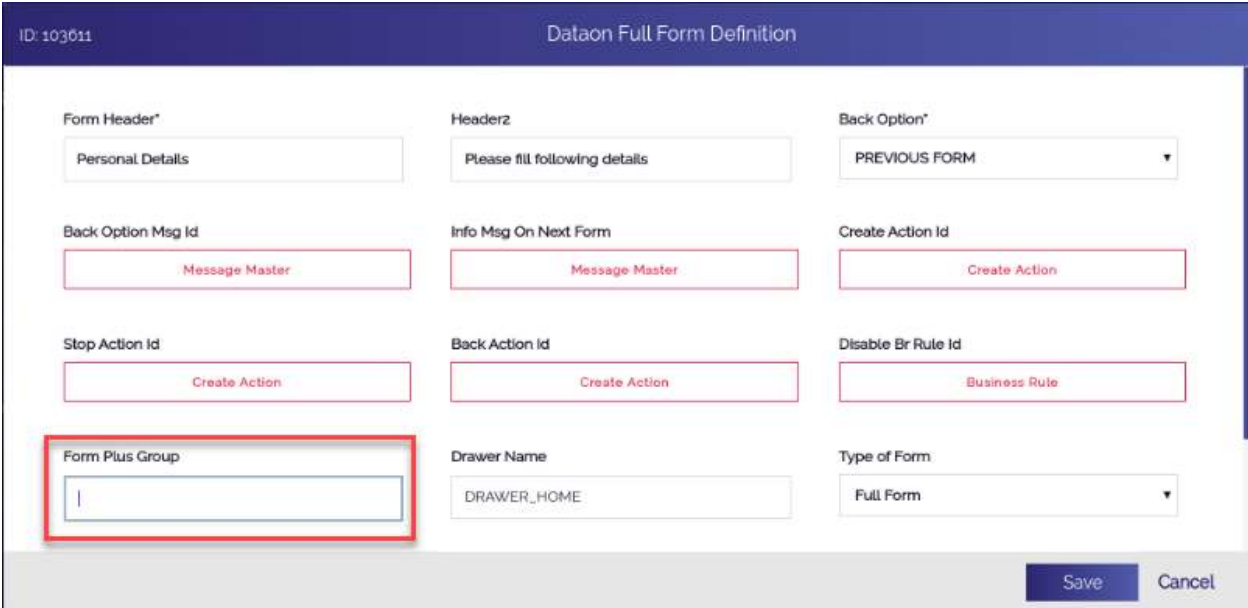 ID: 103611
Dataon Full Form Definition
Form Header*
Header2
Back Option*
Personal Details
Please fill following details
PREVIOUS FORM
Back Option Msg Id
Info Msg On Next Form
Create Action Id
Message Master
Message Master
Create Action
Stop Action Id
Back Action Id
Disable Br Rule Id
Create Action
Create Action
Business Rule
Form Plus Group
Drawer Name
Type of Form
DRAWER_HOME
Full Form
Save
Cancel